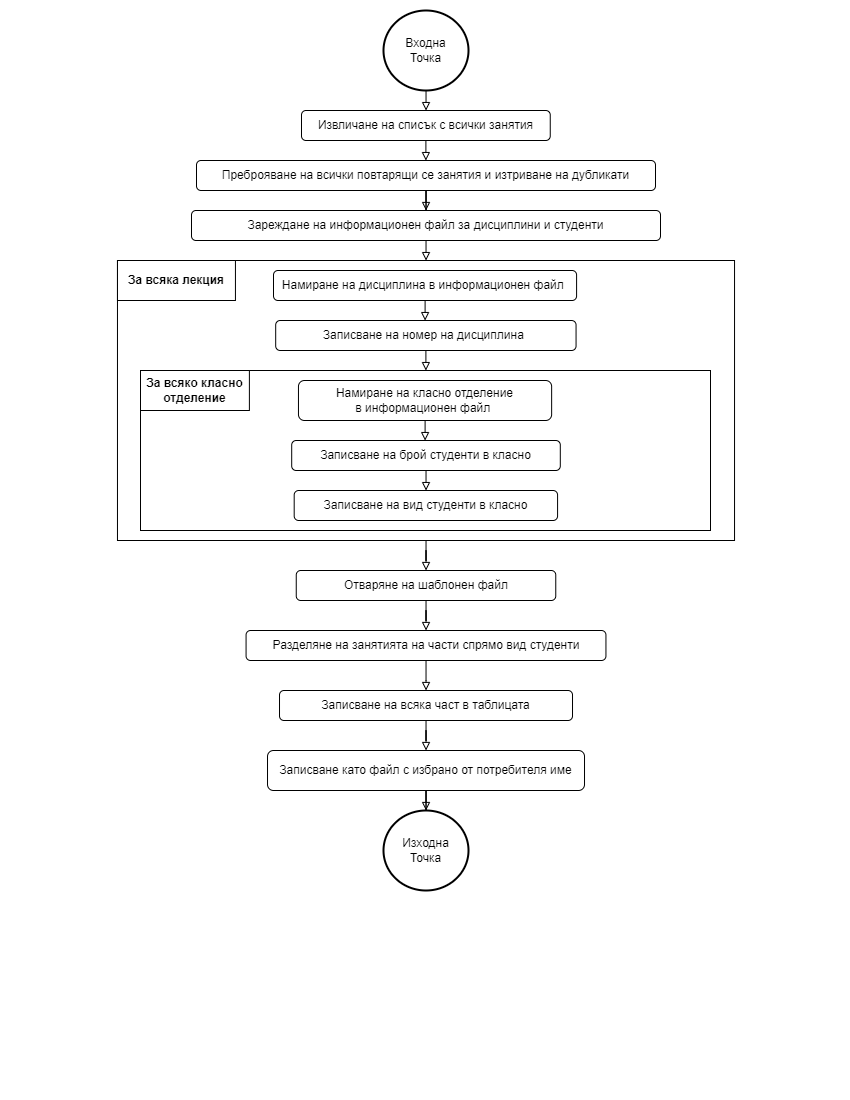 Входна
Точка
Извличане на списък с всички занятия
Преброяване на всички повтарящи се занятия и изтриване на дубликати
Зареждане на информационен файл за дисциплини и студенти
За всяка лекция
Намиране на дисциплина в информационен файл
Записване на номер на дисциплина
За всяко класно
отделение
Намиране на класно отделение
в информационен файл
Записване на брой студенти в класно
Записване на вид студенти в класно
Отваряне на шаблонен файл
Разделяне на занятията на части спрямо вид студенти
Записване на всяка част в таблицата
Записване като файл с избрано от потребителя име
Изходна
Точка